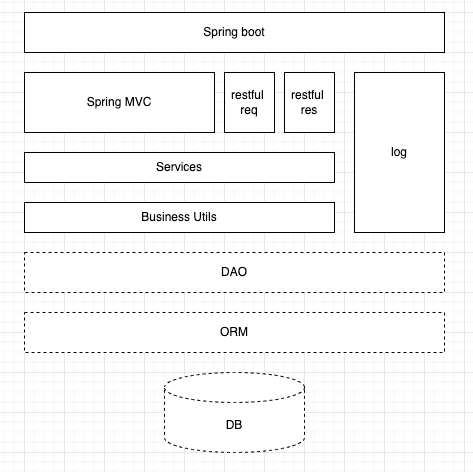 Spring boot
Spring MVC
restful
req
restful
res
log
Services
Business Utils
DAO
ORM
DB